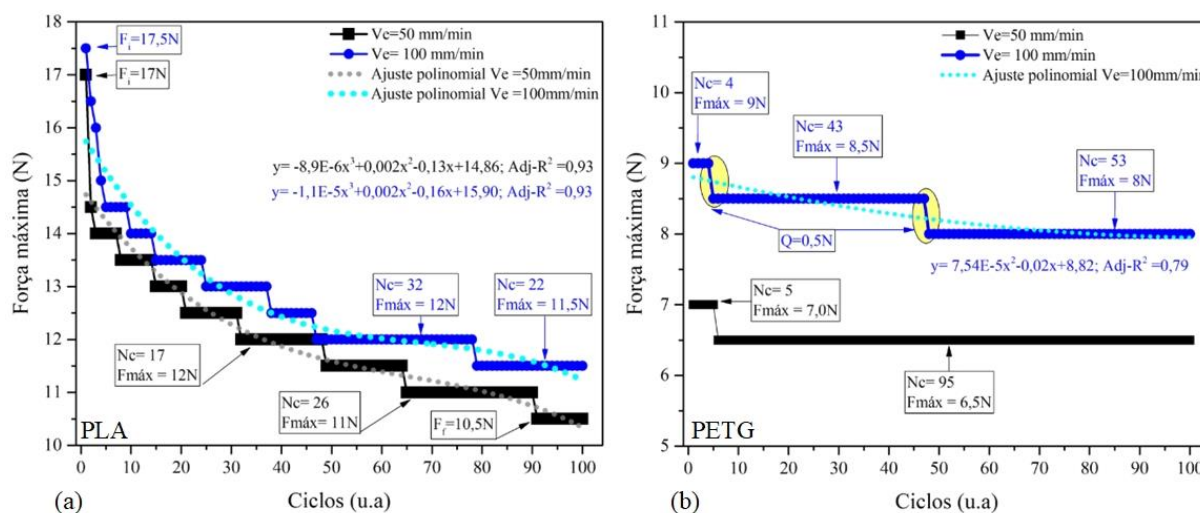 Força máxima (N)
18
17
16
15
14
13
12
11
10
F_i=17,5N
F_i=17N
Ve=50 mm/min
Ve= 100 mm/min
Ajuste polinomial Ve =50mm/min
Ajuste polinomial Ve =100mm/min
y= -8,9E-6x³+0,002x²-0,13x+14,86; Adj-R² =0,93
y= -1,1E-5x³+0,002x²-0,16x+15,90; Adj-R² =0,93
Nc= 32
Fmáx= 12N
Nc= 22
Fmáx= 11,5N
Nc= 17
Fmáx= 12N
Nc= 26
Fmáx= 11N
F_f=10,5N
PLA
0 10 20 30 40 50 60 70 80 90 100
(a)
Ciclos (u.a)
Força máxima (N)
11
10
9
8
7
6
5
Ve=50 mm/min
Ve= 100 mm/min
Ajuste polinomial Ve=100mm/min
Nc= 4
Fmáx = 9N
Nc= 43
Fmáx = 8,5N
Nc= 53
Fmáx = 8N
Q=0,5N
y= 7,54E-5x²-0,02x+8,82; Adj-R² =0,79
Nc= 5
Fmáx = 7,0N
Nc= 95
Fmáx = 6,5N
PETG
0 10 20 30 40 50 60 70 80 90 100
(b)
Ciclos (u.a)